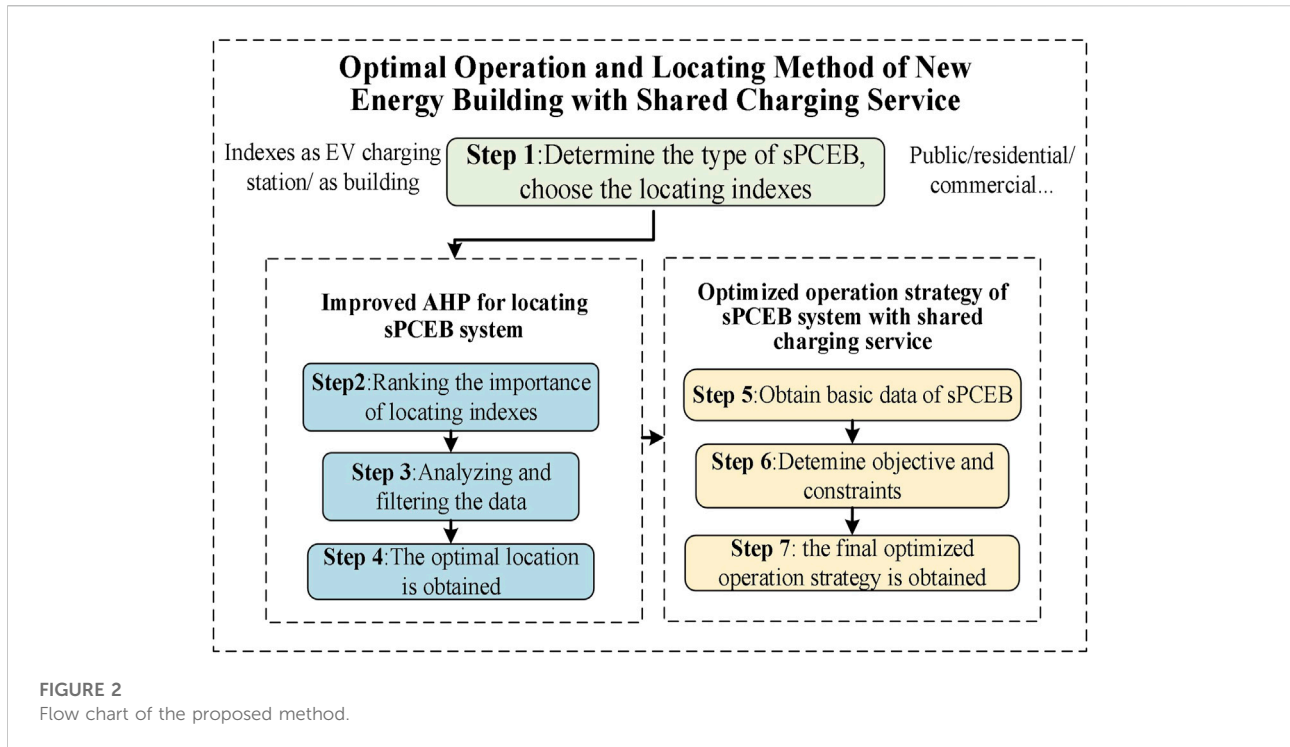 Optimal Operation and Locating Method of New
Energy Building with Shared Charging Service
Indexes as EV charging
station/ as building
Step 1:Determine the type of sPCEB,
choose the locating indexes
Public/residential/
commercial...
Improved AHP for locating
sPCEB system
Step2:Ranking the importance
of locating indexes
Step 3:Analyzing and
filtering the data
Step 4:The optimal location
is obtained
Optimized operation strategy of
sPCEB system with shared
charging service
Step 5:Obtain basic data of sPCEB
Step 6:Detemine objective and
constraints
Step 7: the final optimized
operation strategy is obtained
FIGURE 2
Flow chart of the proposed method.